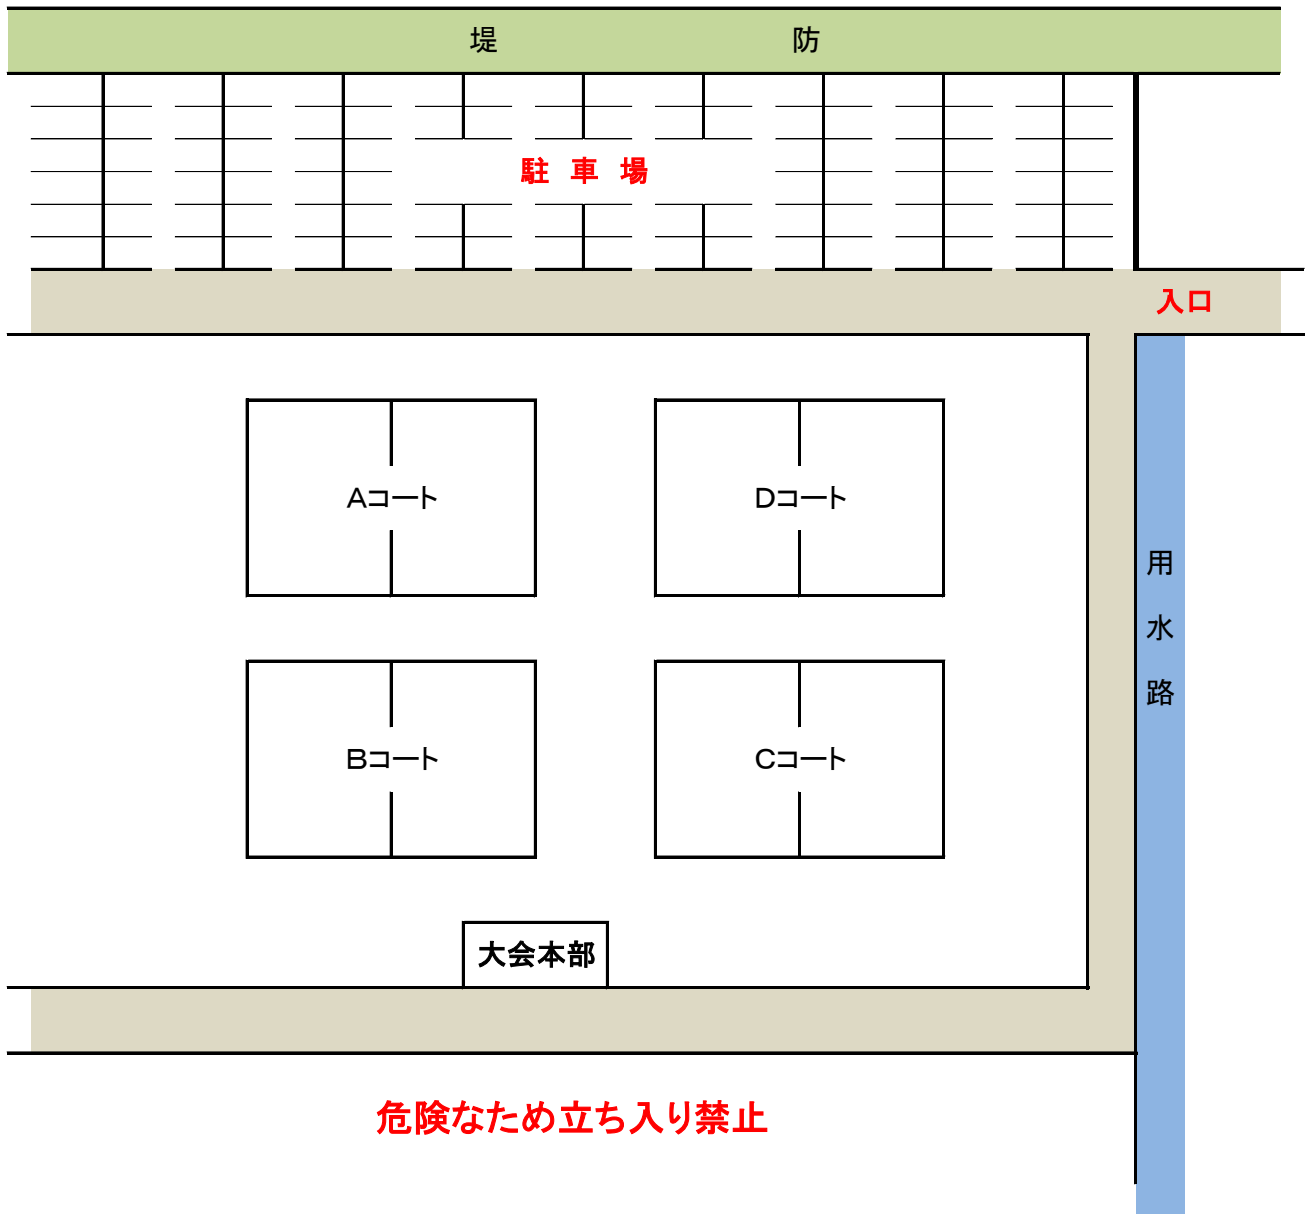 堤 防
駐 車 場
入口
Aコート
Dコート
用
水
路
Bコート
Cコート
大会本部
危険なため立ち入り禁止